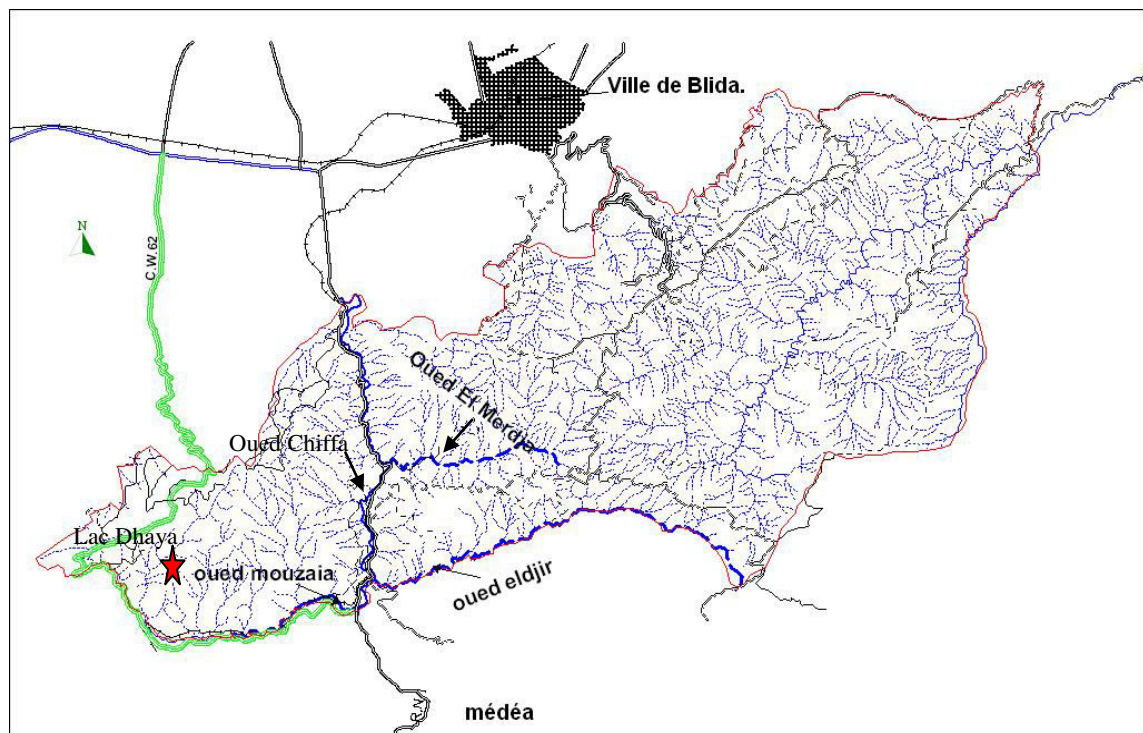 Ville de Blida.
N
C.W.62
Oued El Merdja
Oued Chiffa
Lac Dhaya
oued mouzaia
oued eldjir
R.N
médéa